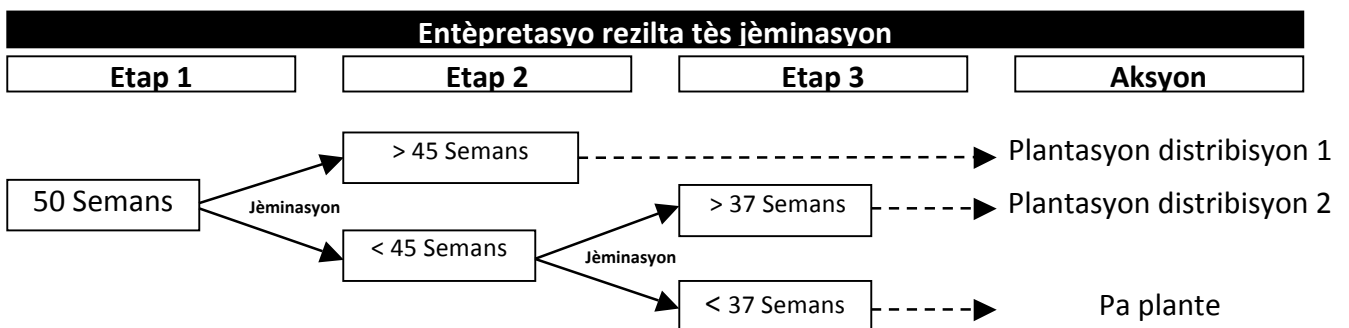 Entèpretasyo rezilta tès jèminasyon
Etap 1 Etap 2 Etap 3 Aksyon
> 45 Semans Plantasyon distribisyon 1
50 Semans Jèminasyon > 37 Semans Plantasyon distribisyon 2
< 45 Semans Jèminasyon
< 37 Semans Pa plante